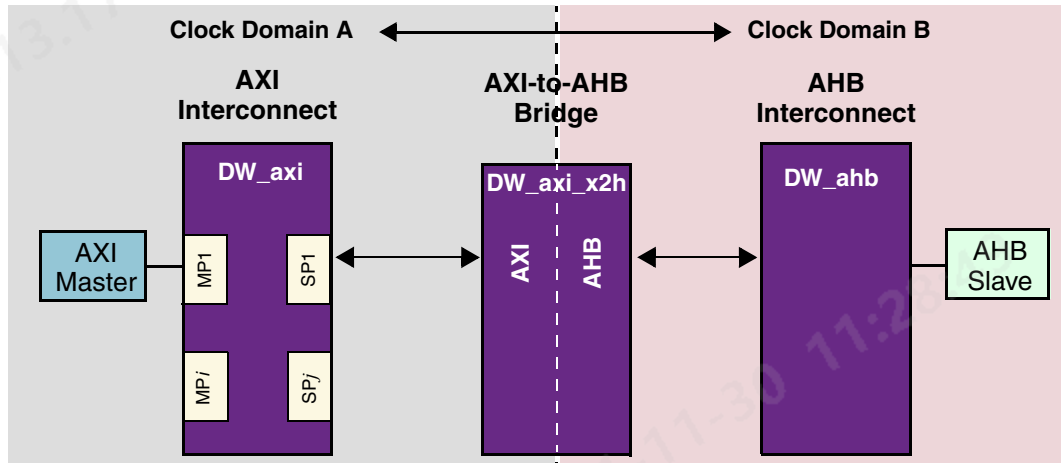 Clock Domain A
Clock Domain B
AXI
Interconnect
AXI-to-AHB
Bridge
AHB
Interconnect
DW_axi
DW_axi_x2h
DW_ahb
AXI
Master
MP1
SP1
AXI
AHB
AHB
Slave
MPi
SPj